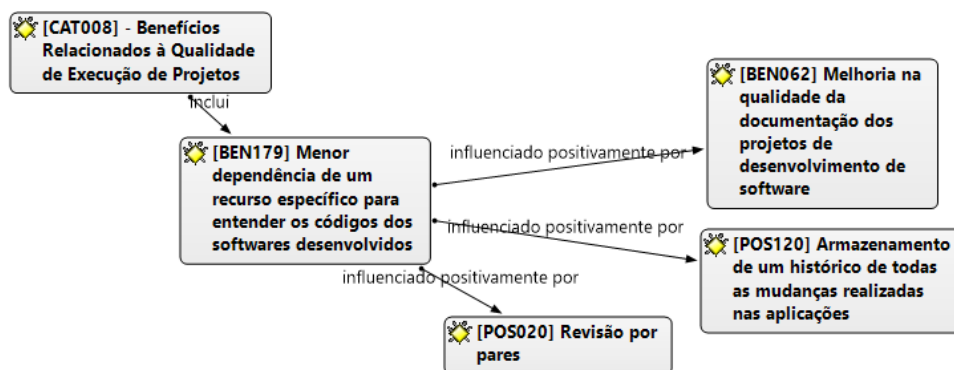 [CAT008] - Benefícios
Relacionados à Qualidade
de Execução de Projetos
inclui
[BEN179] Menor
dependência de um
recurso específico para
entender os códigos dos
softwares desenvolvidos
influenciado positivamente por
[BEN062] Melhoria na
qualidade da
documentação dos
projetos de
desenvolvimento de
software
influenciado positivamente por
[POS120] Armazenamento
de um histórico de todas
as mudanças realizadas
nas aplicações
influenciado positivamente por
[POS020] Revisão por
pares